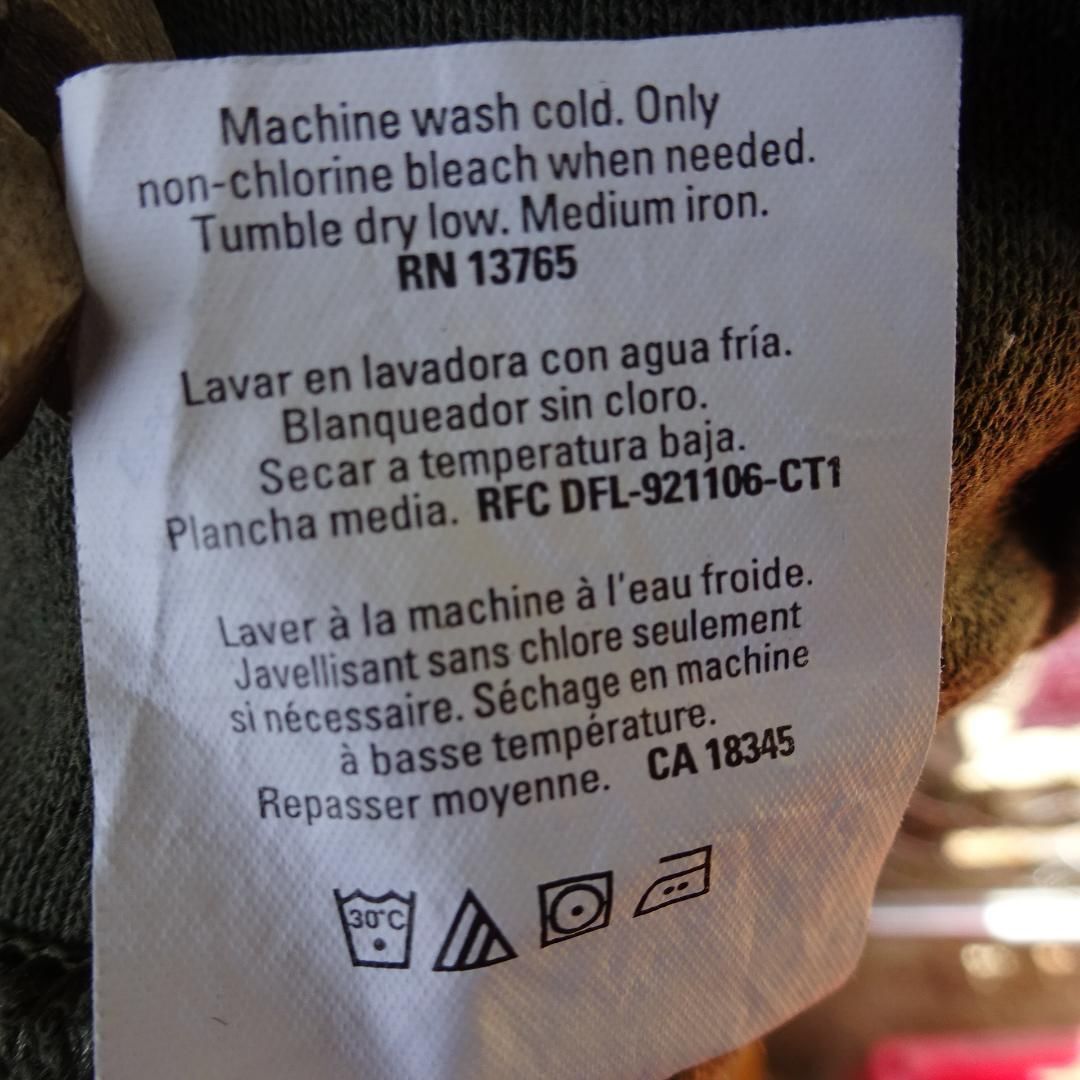 Machine wash cold. Only
non-chlorine bleach when needed.
Tumble dry low. Medium iron.
RN 13765
Lavar en lavadora con agua fría.
Blanqueador sin cloro.
Secar a temperatura baja.
Plancha media. RFC DFL-921106-CT1
Laver à la machine à l'eau froide.
Javellisant sans chlore seulement
si nécessaire. Séchage en machine
à basse température.
Repasser moyenne. CA 18345
30°C